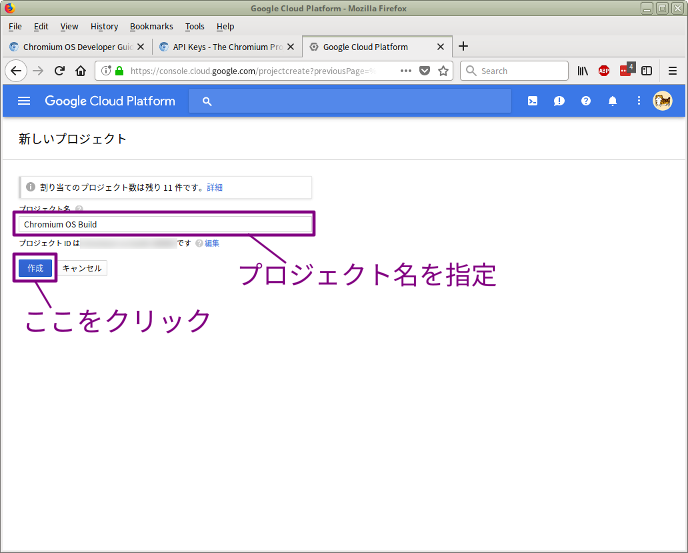 Google Cloud Platform - Mozilla Firefox
File Edit View History Bookmarks Tools Help
Chromium OS Developer Guid
API Keys - The Chromium Pro
Google Cloud Platform
https://console.cloud.google.com/projectcreate?previousPage=
Search
ABP
4
Google Cloud Platform
新しいプロジェクト
割り当てのプロジェクト数は残り 11 件です。詳細
プロジェクト名
Chromium OS Build
プロジェクト ID は
です
編集
作成
キャンセル
プロジェクト名を指定
ここをクリック